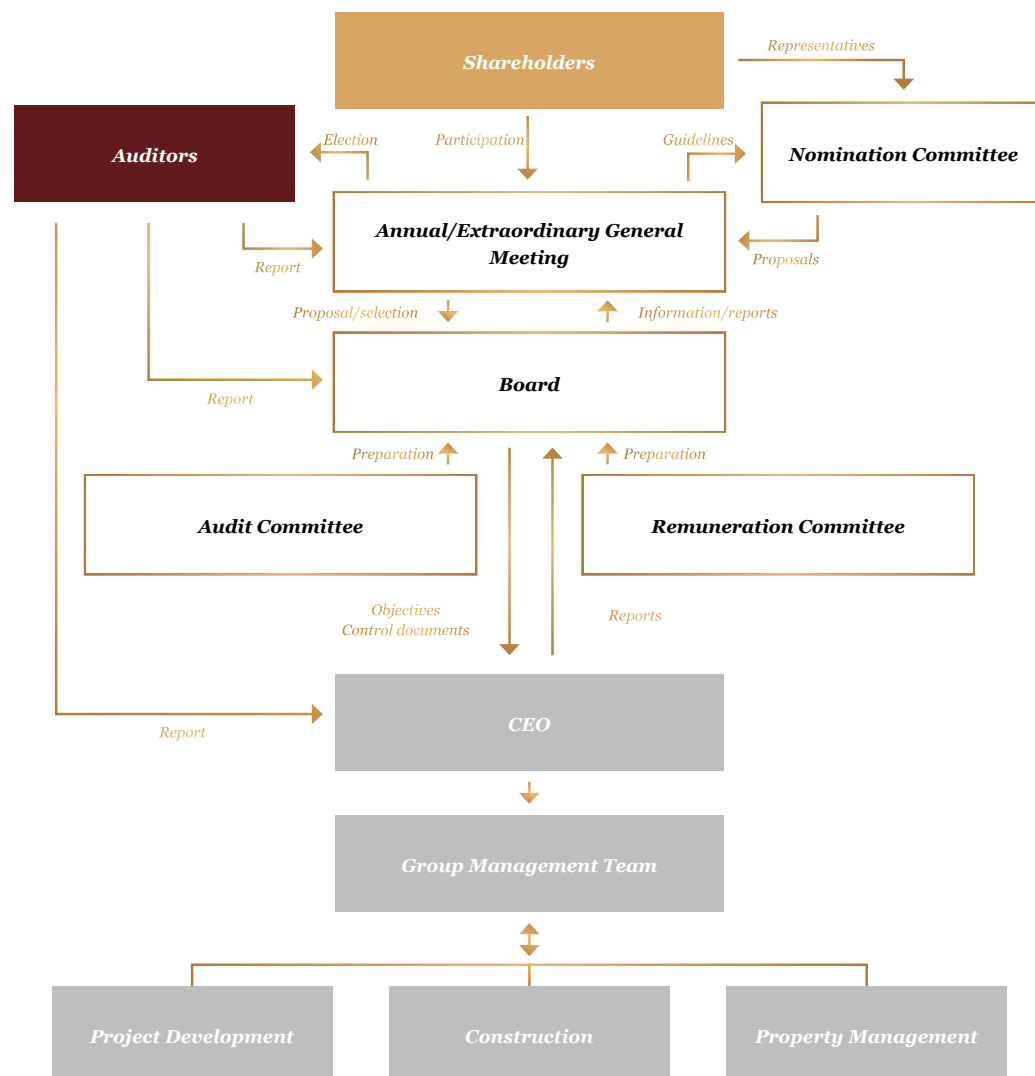 Shareholders
Representatives
Auditors
Election
Participation
Guidelines
Nomination Committee
Annual/Extraordinary General
Meeting
Report
Proposals
Proposal/selection
Information/reports
Board
Report
Preparation
Preparation
Audit Committee
Remuneration Committee
Objectives
Control documents
Reports
CEO
Report
Group Management Team
Project Development
Construction
Property Management